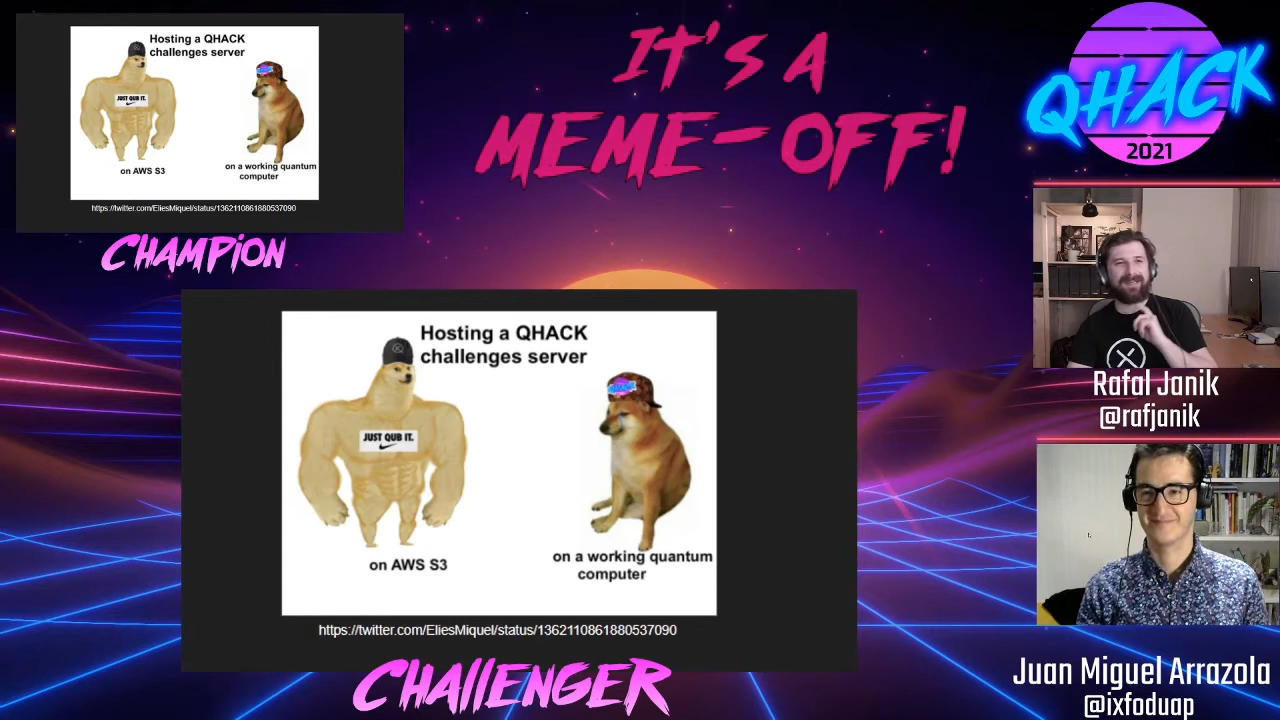 Hosting a QHACK
challenges server
JUST QUB IT.
on AWS S3
on a working quantum
computer
https://twitter.com/EliesMiquel/status/1362110861880537090
CHAMPION
IT'S A
MEME-OFF!
QHACK
2021
Hosting a QHACK
challenges server
QHACK
JUST QUB IT.
on AWS S3
on a working quantum
computer
https://twitter.com/EliesMiquel/status/1362110861880537090
CHALLENGER
Rafal Janik
@rafjanik
Juan Miguel Arrazola
@ixfoduap